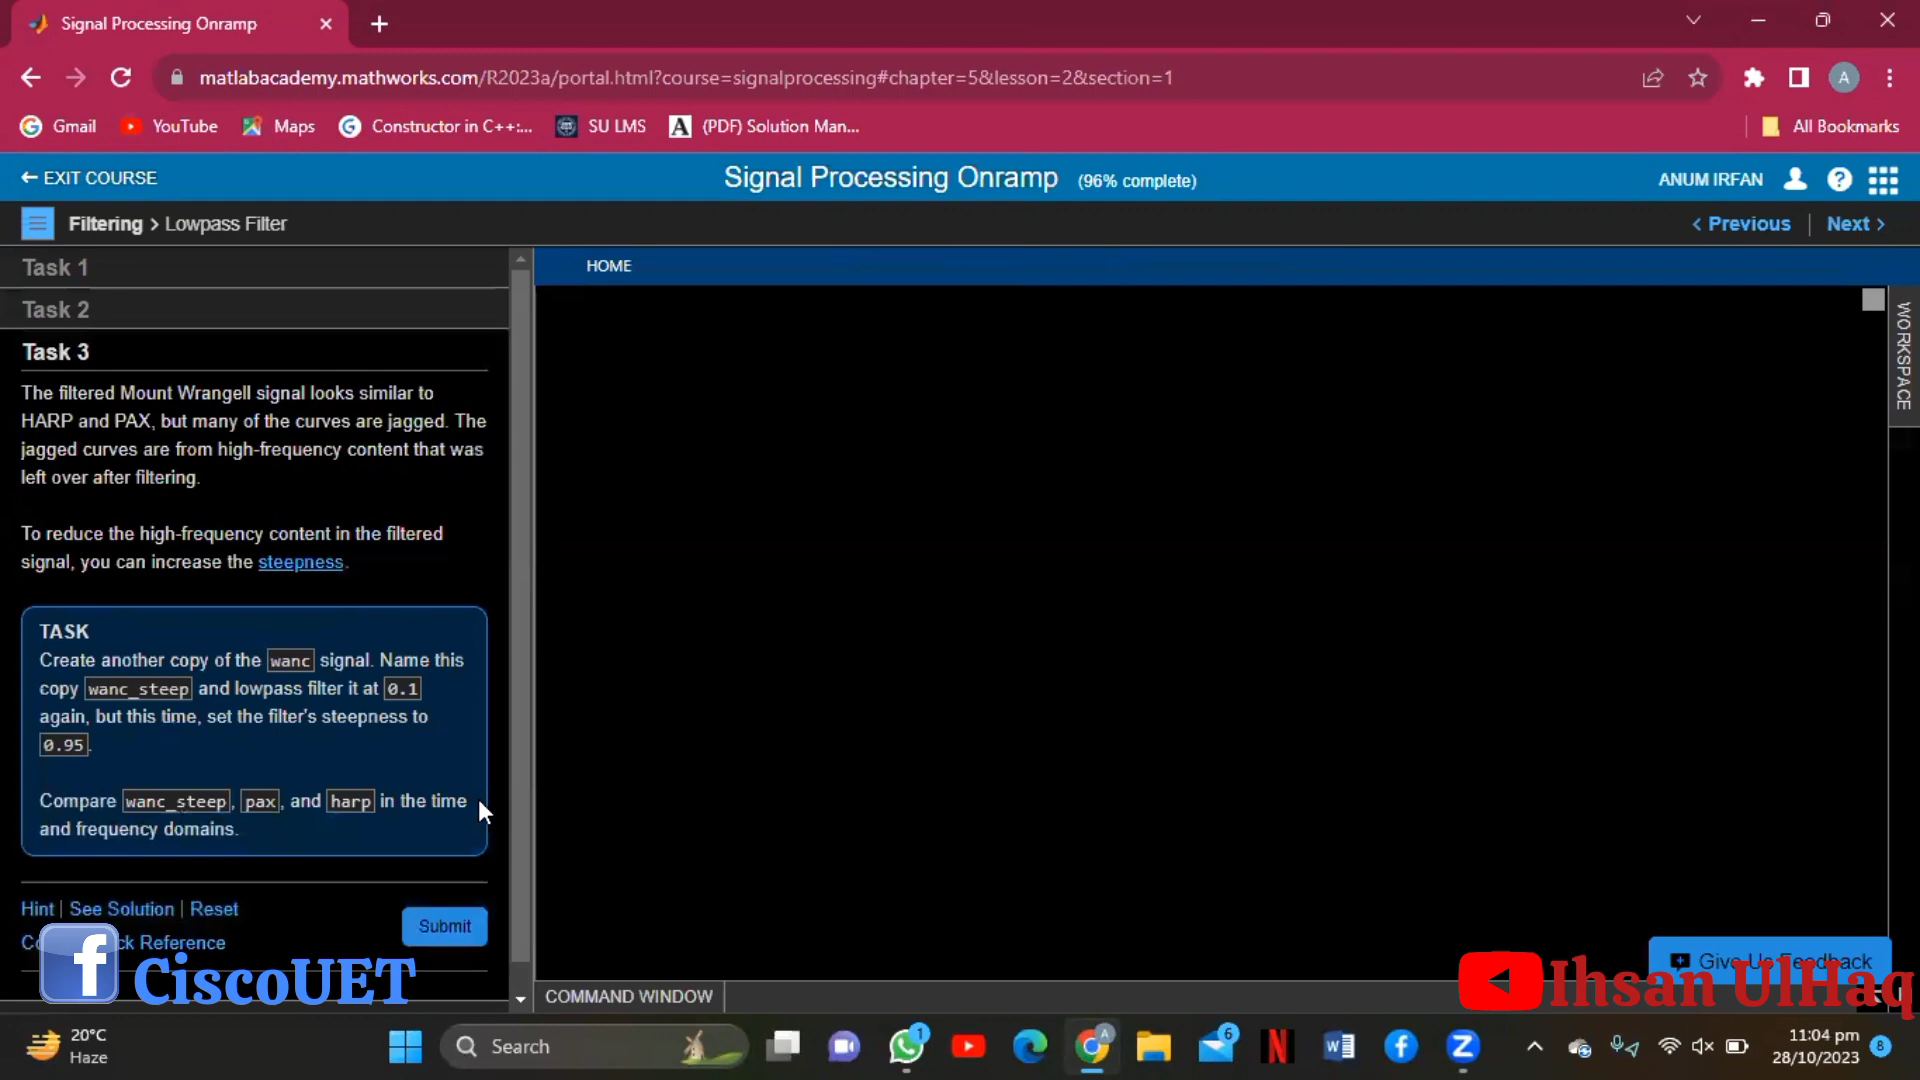 Signal Processing Onramp
matlabacademy.mathworks.com/R2023a/portal.html?course=signalprocessing#chapter=5&lesson=2&section=1
A
Gmail YouTube Maps Constructor in C++:... SU LMS A (PDF) Solution Man... All Bookmarks
EXIT COURSE Signal Processing Onramp (96% complete) ANUM IRFAN
Filtering > Lowpass Filter < Previous | Next >
Task 1
HOME
Task 2
WORKSPACE
Task 3
The filtered Mount Wrangell signal looks similar to
HARP and PAX, but many of the curves are jagged. The
jagged curves are from high-frequency content that was
left over after filtering.
To reduce the high-frequency content in the filtered
signal, you can increase the steepness.
TASK
Create another copy of the wanc signal. Name this
copy wanc_steep and lowpass filter it at 0.1
again, but this time, set the filter's steepness to
0.95.
Compare wanc_steep, pax, and harp in the time
and frequency domains.
Hint | See Solution | Reset
Submit
ck Reference
CiscoUET
Give Us Feedback
Ihsan UlHaq
COMMAND WINDOW
20°C
Haze
Search
1
A
6
11:04 pm
28/10/2023
8